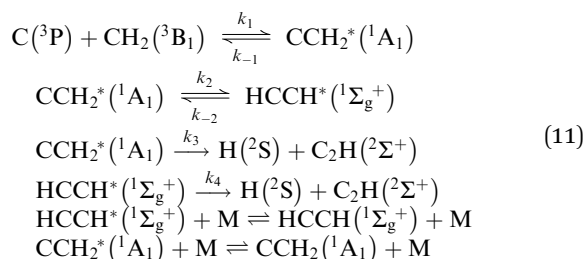 C(³P) + CH₂(³B₁) ⇌ CCH₂*(¹A₁) k₁ k₋₁
CCH₂*(¹A₁) ⇌ HCCH*(¹Σg⁺) k₂ k₋₂
CCH₂*(¹A₁) ⟶ H(²S) + C₂H(²Σ⁺) k₃
(11)
HCCH*(¹Σg⁺) ⟶ H(²S) + C₂H(²Σ⁺) k₄
HCCH*(¹Σg⁺) + M ⇌ HCCH(¹Σg⁺) + M
CCH₂*(¹A₁) + M ⇌ CCH₂(¹A₁) + M